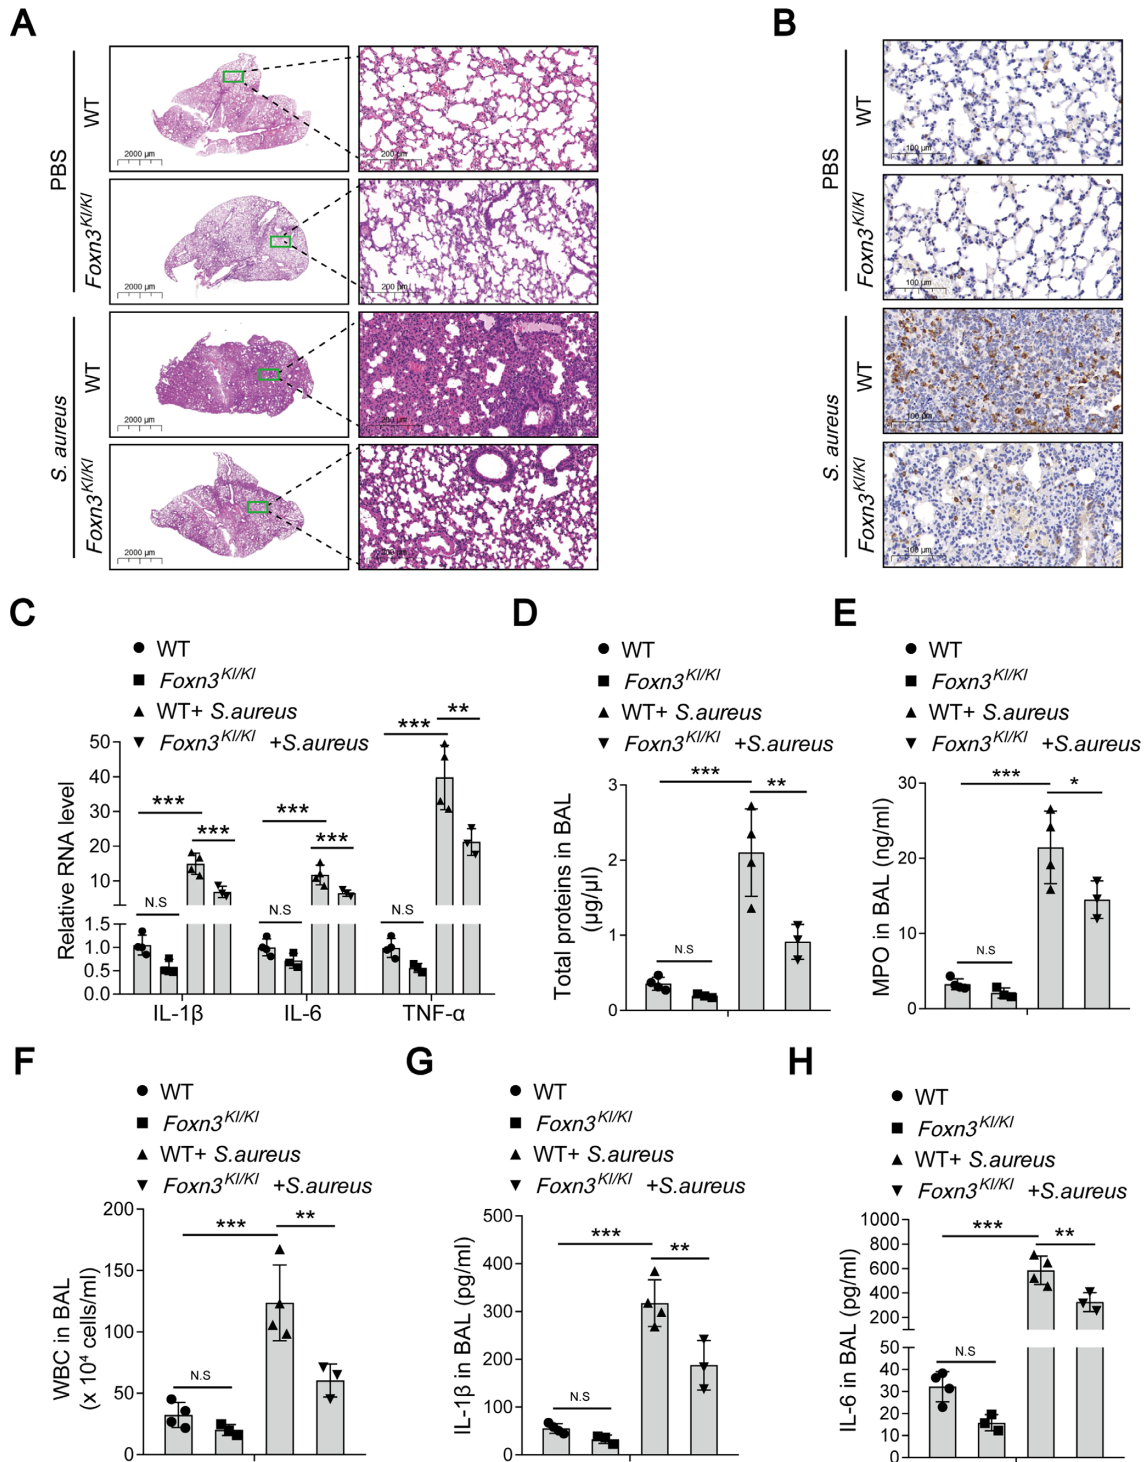 A
PBS
WT
2000 µm
200 µm
Foxn3KI/KI
2000 µm
200 µm
S. aureus
WT
2000 µm
200 µm
Foxn3KI/KI
2000 µm
200 µm
B
PBS
WT
100 µm
Foxn3KI/KI
100 µm
S. aureus
WT
100 µm
Foxn3KI/KI
100 µm
C
WT
Foxn3KI/KI
WT+ S.aureus
Foxn3KI/KI +S.aureus
Relative RNA level
50
40
30
20
10
1.5
1.0
0.5
0.0
N.S
***
***
N.S
***
***
N.S
***
**
IL-1β
IL-6
TNF-α
D
WT
Foxn3KI/KI
WT+ S.aureus
Foxn3KI/KI +S.aureus
Total proteins in BAL
(µg/µl)
3
2
1
0
N.S
***
**
E
WT
Foxn3KI/KI
WT+ S.aureus
Foxn3KI/KI +S.aureus
MPO in BAL (ng/ml)
30
20
10
0
N.S
***
*
F
WT
Foxn3KI/KI
WT+ S.aureus
Foxn3KI/KI +S.aureus
WBC in BAL
(x 10⁴ cells/ml)
200
150
100
50
0
N.S
***
**
G
WT
Foxn3KI/KI
WT+ S.aureus
Foxn3KI/KI +S.aureus
IL-1β in BAL (pg/ml)
500
400
300
200
100
0
N.S
***
**
H
WT
Foxn3KI/KI
WT+ S.aureus
Foxn3KI/KI +S.aureus
IL-6 in BAL (pg/ml)
1000
800
600
400
200
50
40
30
20
10
0
N.S
***
**